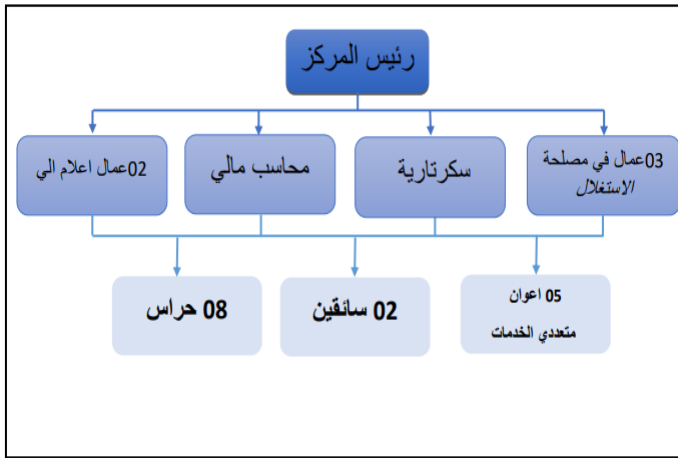 رئيس المركز
03عمال في مصلحة
الاستغلال
سكرتارية
محاسب مالي
02عمال اعلام الي
05 اعوان
متعددي الخدمات
02 سائقين
08 حراس